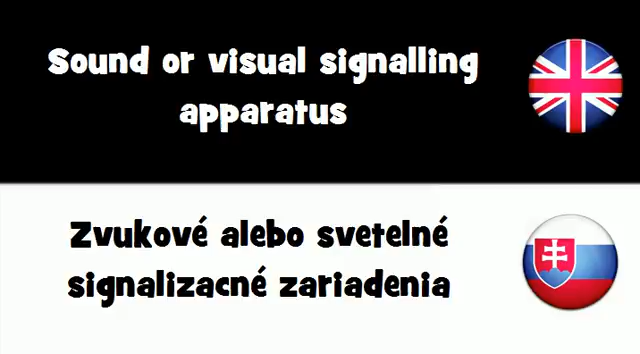 Sound or visual signalling
apparatus
Zvukové alebo svetelné
signalizacné zariadenia